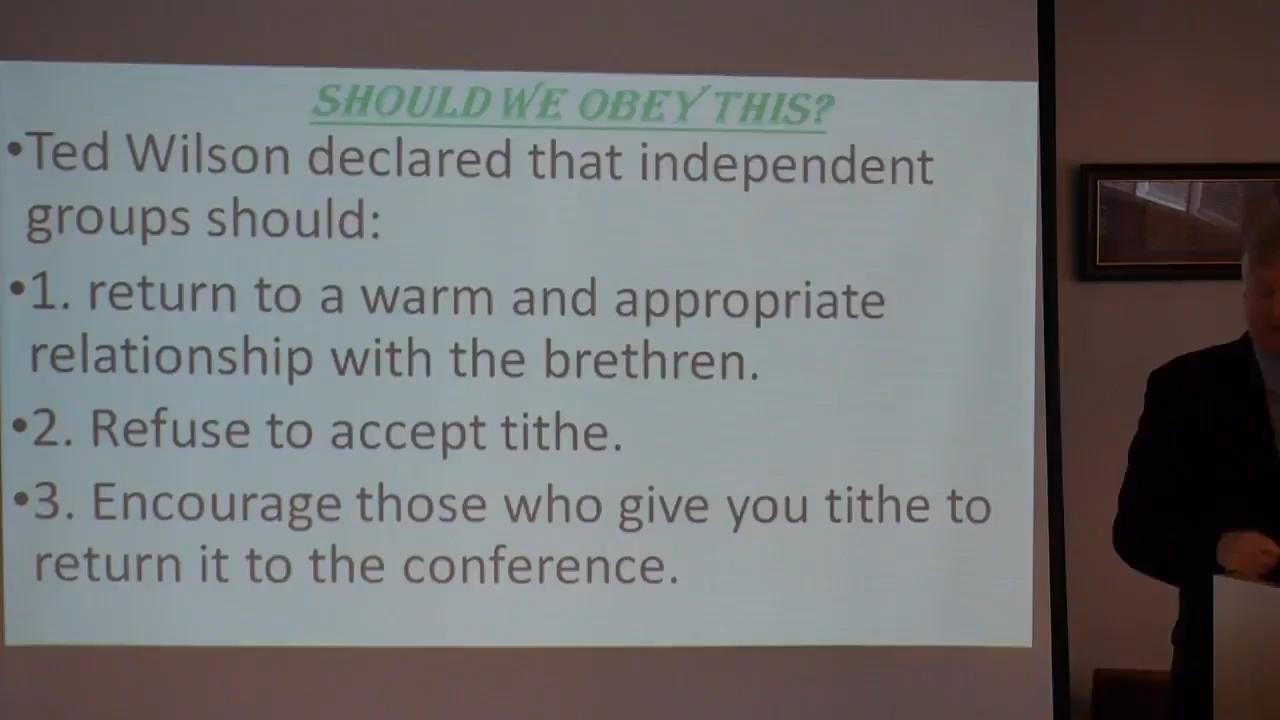 SHOULD WE OBEY THIS?
•Ted Wilson declared that independent
groups should:
•1. return to a warm and appropriate
relationship with the brethren.
•2. Refuse to accept tithe.
•3. Encourage those who give you tithe to
return it to the conference.